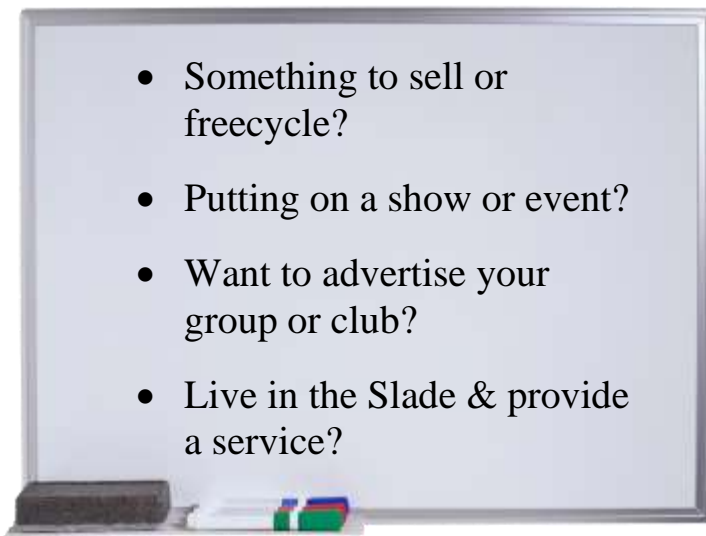 • Something to sell or
freecycle?
• Putting on a show or event?
• Want to advertise your
group or club?
• Live in the Slade & provide
a service?